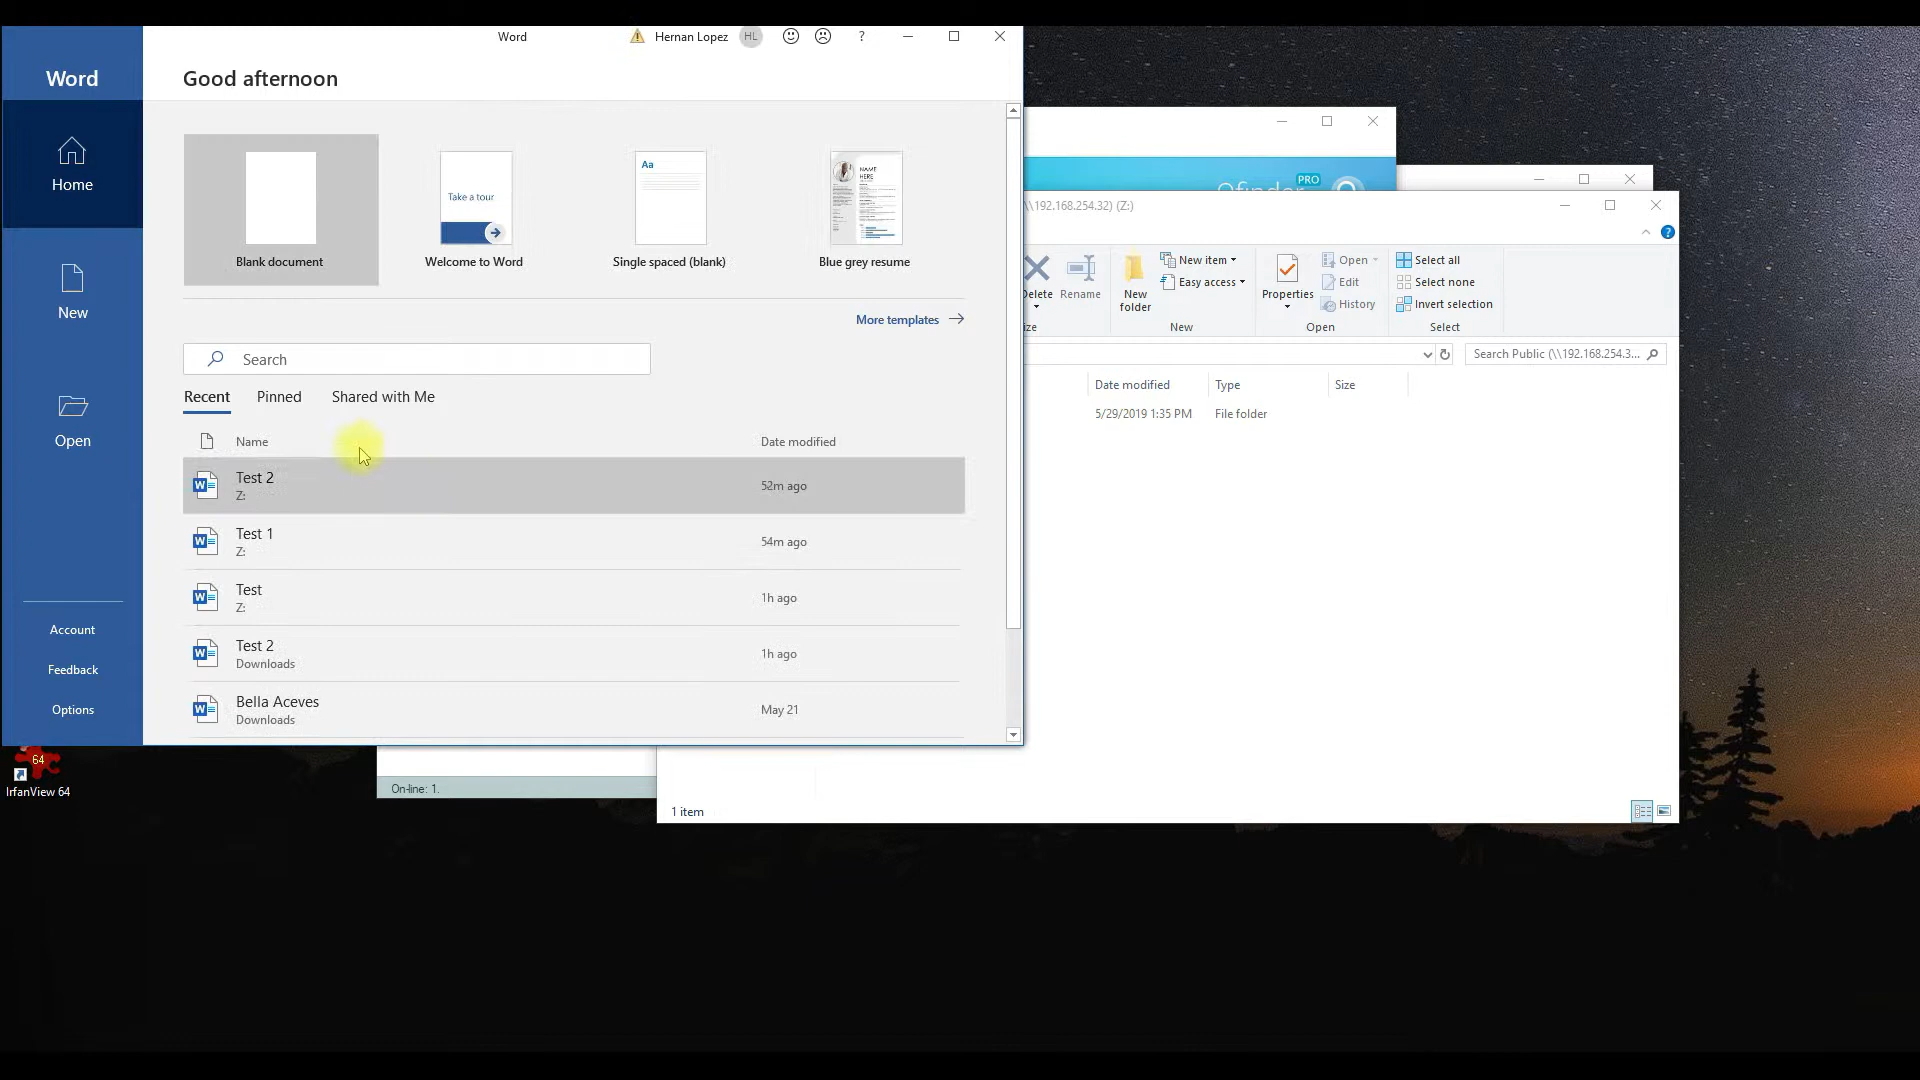 Word
Hernan Lopez
HL
?
Word
Good afternoon
Home
New
Open
Account
Feedback
Options
Take a tour
Aa
NAME
HERE
Blank document
Welcome to Word
Single spaced (blank)
Blue grey resume
More templates
Search
Recent
Pinned
Shared with Me
Name
Date modified
Test 2
Z:
52m ago
Test 1
Z:
54m ago
Test
Z:
1h ago
Test 2
Downloads
1h ago
Bella Aceves
Downloads
May 21
Qfinder PRO
\\192.168.254.32) (Z:)
?
Delete
Rename
New
folder
New item
Easy access
Properties
Open
Edit
History
Select all
Select none
Invert selection
ize
New
Open
Select
Search Public (\\192.168.254.3...
Date modified
Type
Size
5/29/2019 1:35 PM
File folder
64
IrfanView 64
On-line: 1.
1 item